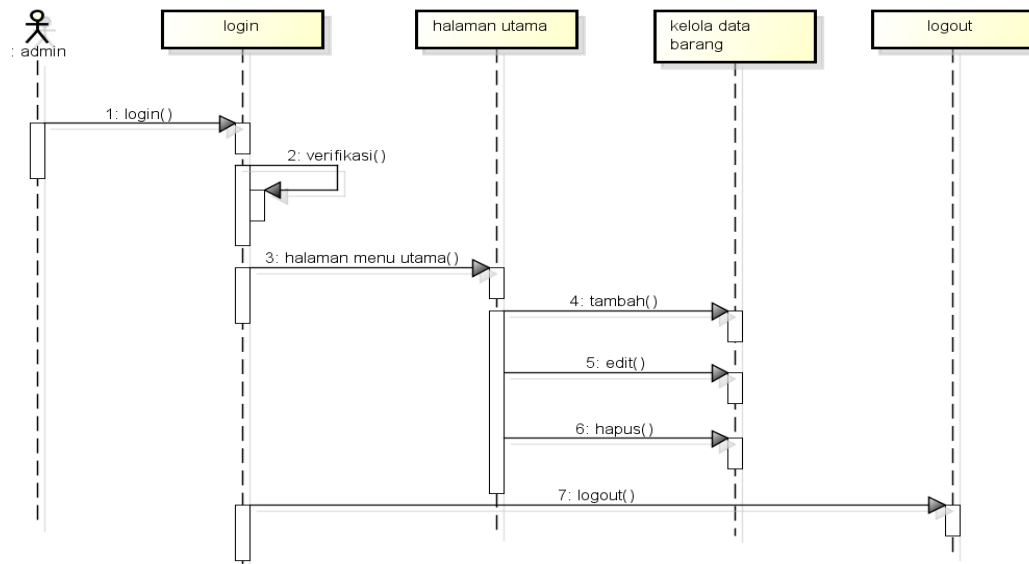 : admin
login
halaman utama
kelola data
barang
logout
1: login()
2: verifikasi()
3: halaman menu utama()
4: tambah()
5: edit()
6: hapus()
7: logout()